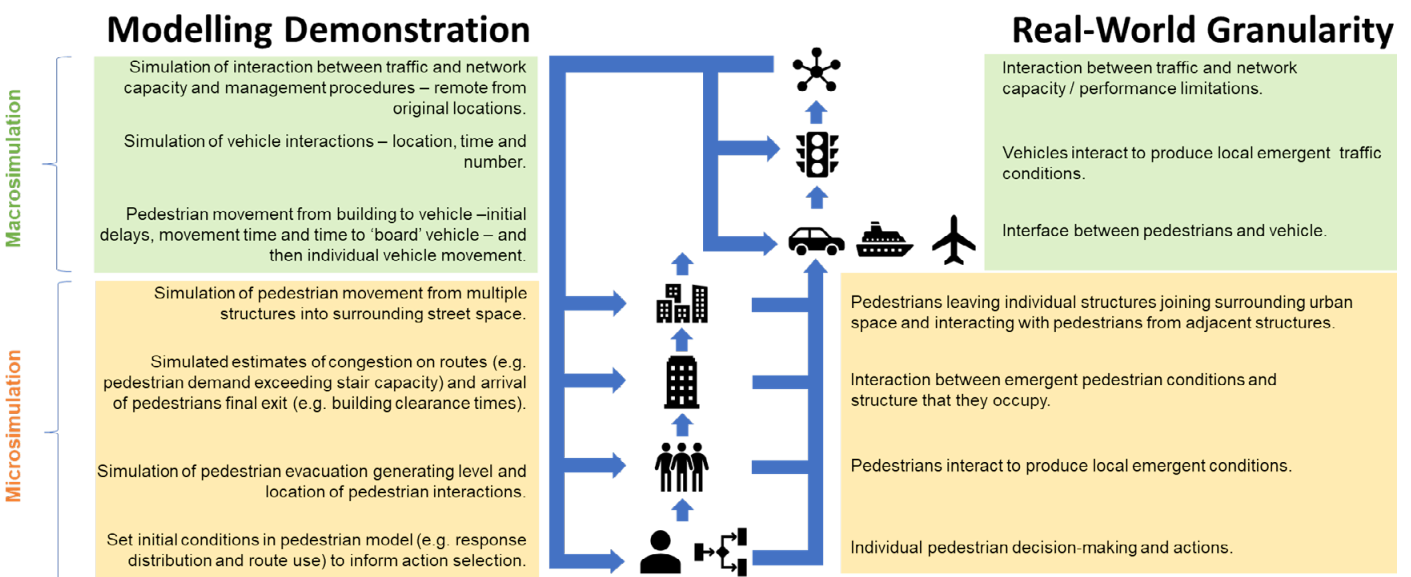 Modelling Demonstration
Real-World Granularity
Macrosimulation
Simulation of interaction between traffic and network
capacity and management procedures – remote from
original locations.
Interaction between traffic and network
capacity / performance limitations.
Simulation of vehicle interactions – location, time and
number.
Vehicles interact to produce local emergent traffic
conditions.
Pedestrian movement from building to vehicle –initial
delays, movement time and time to ‘board’ vehicle – and
then individual vehicle movement.
Interface between pedestrians and vehicle.
Microsimulation
Simulation of pedestrian movement from multiple
structures into surrounding street space.
Pedestrians leaving individual structures joining surrounding urban
space and interacting with pedestrians from adjacent structures.
Simulated estimates of congestion on routes (e.g.
pedestrian demand exceeding stair capacity) and arrival
of pedestrians final exit (e.g. building clearance times).
Interaction between emergent pedestrian conditions and
structure that they occupy.
Simulation of pedestrian evacuation generating level and
location of pedestrian interactions.
Pedestrians interact to produce local emergent conditions.
Set initial conditions in pedestrian model (e.g. response
distribution and route use) to inform action selection.
Individual pedestrian decision-making and actions.